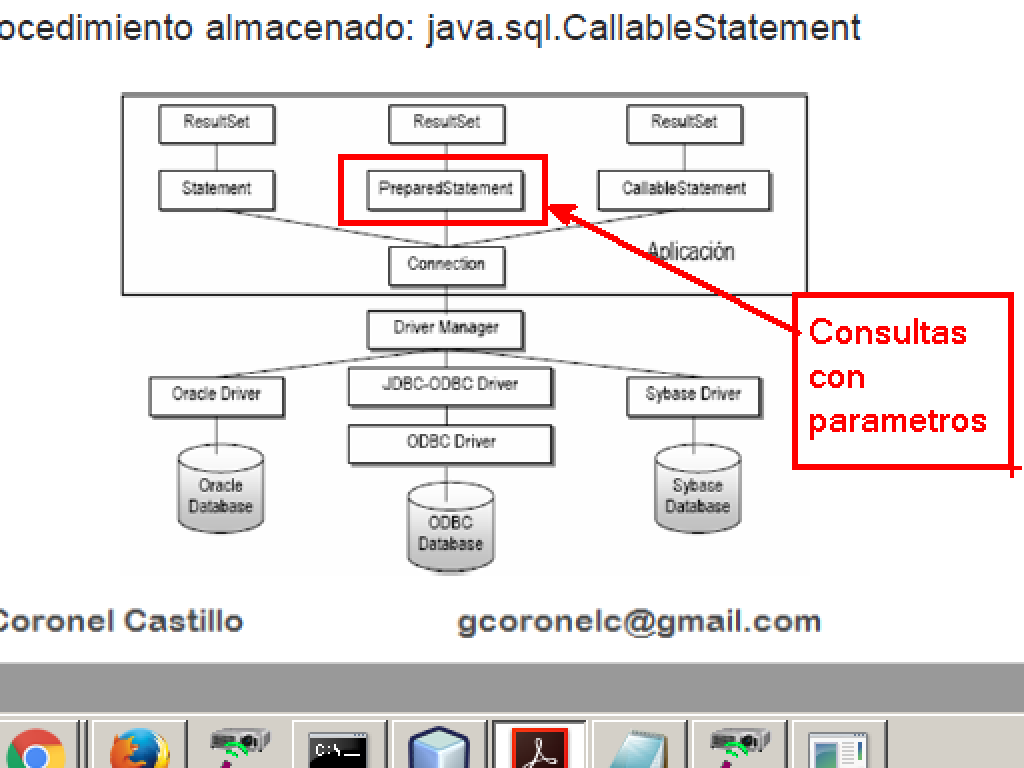 ocedimiento almacenado: java.sql.CallableStatement
ResultSet ResultSet ResultSet
Statement PreparedStatement CallableStatement
Aplicación
Connection
Driver Manager
Oracle Driver JDBC-ODBC Driver Sybase Driver
ODBC Driver
Oracle
Database
ODBC
Database
Sybase
Database
Consultas
con
parametros
Coronel Castillo gcoronelc@gmail.com
C:\